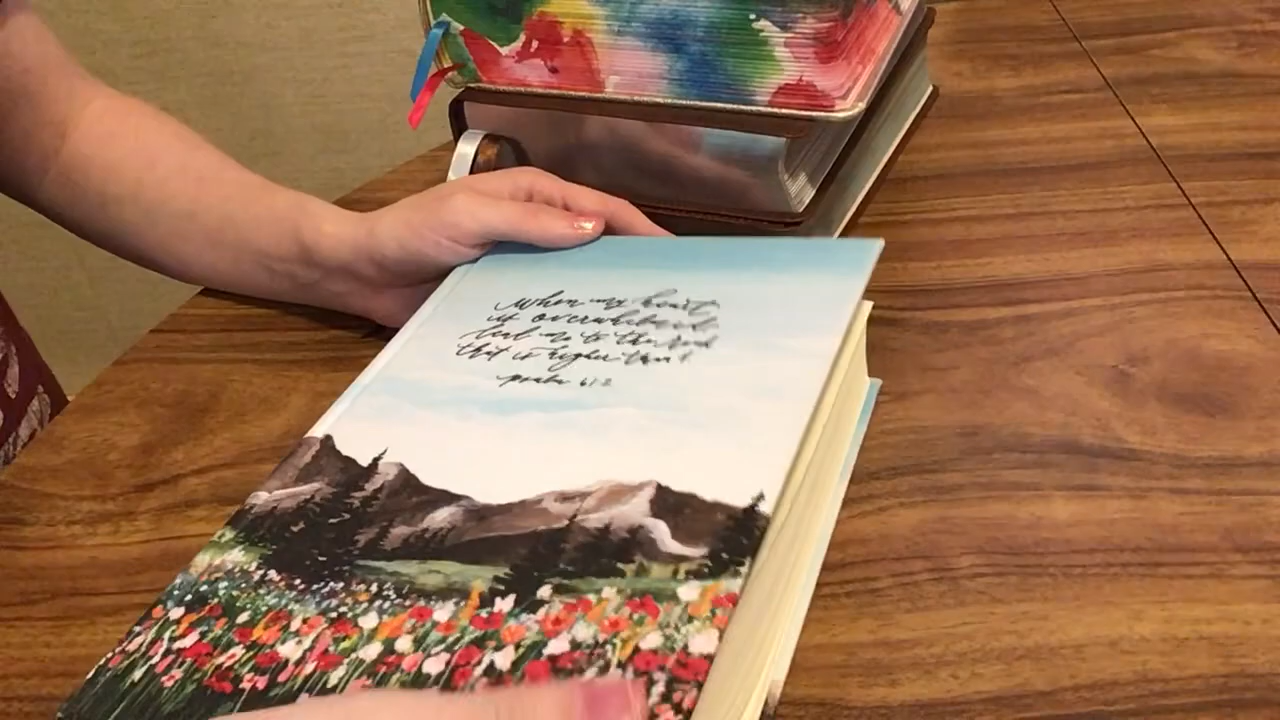 When my heart
is overwhelmed
lead me to the rock
that is higher than I
psalm 61:2